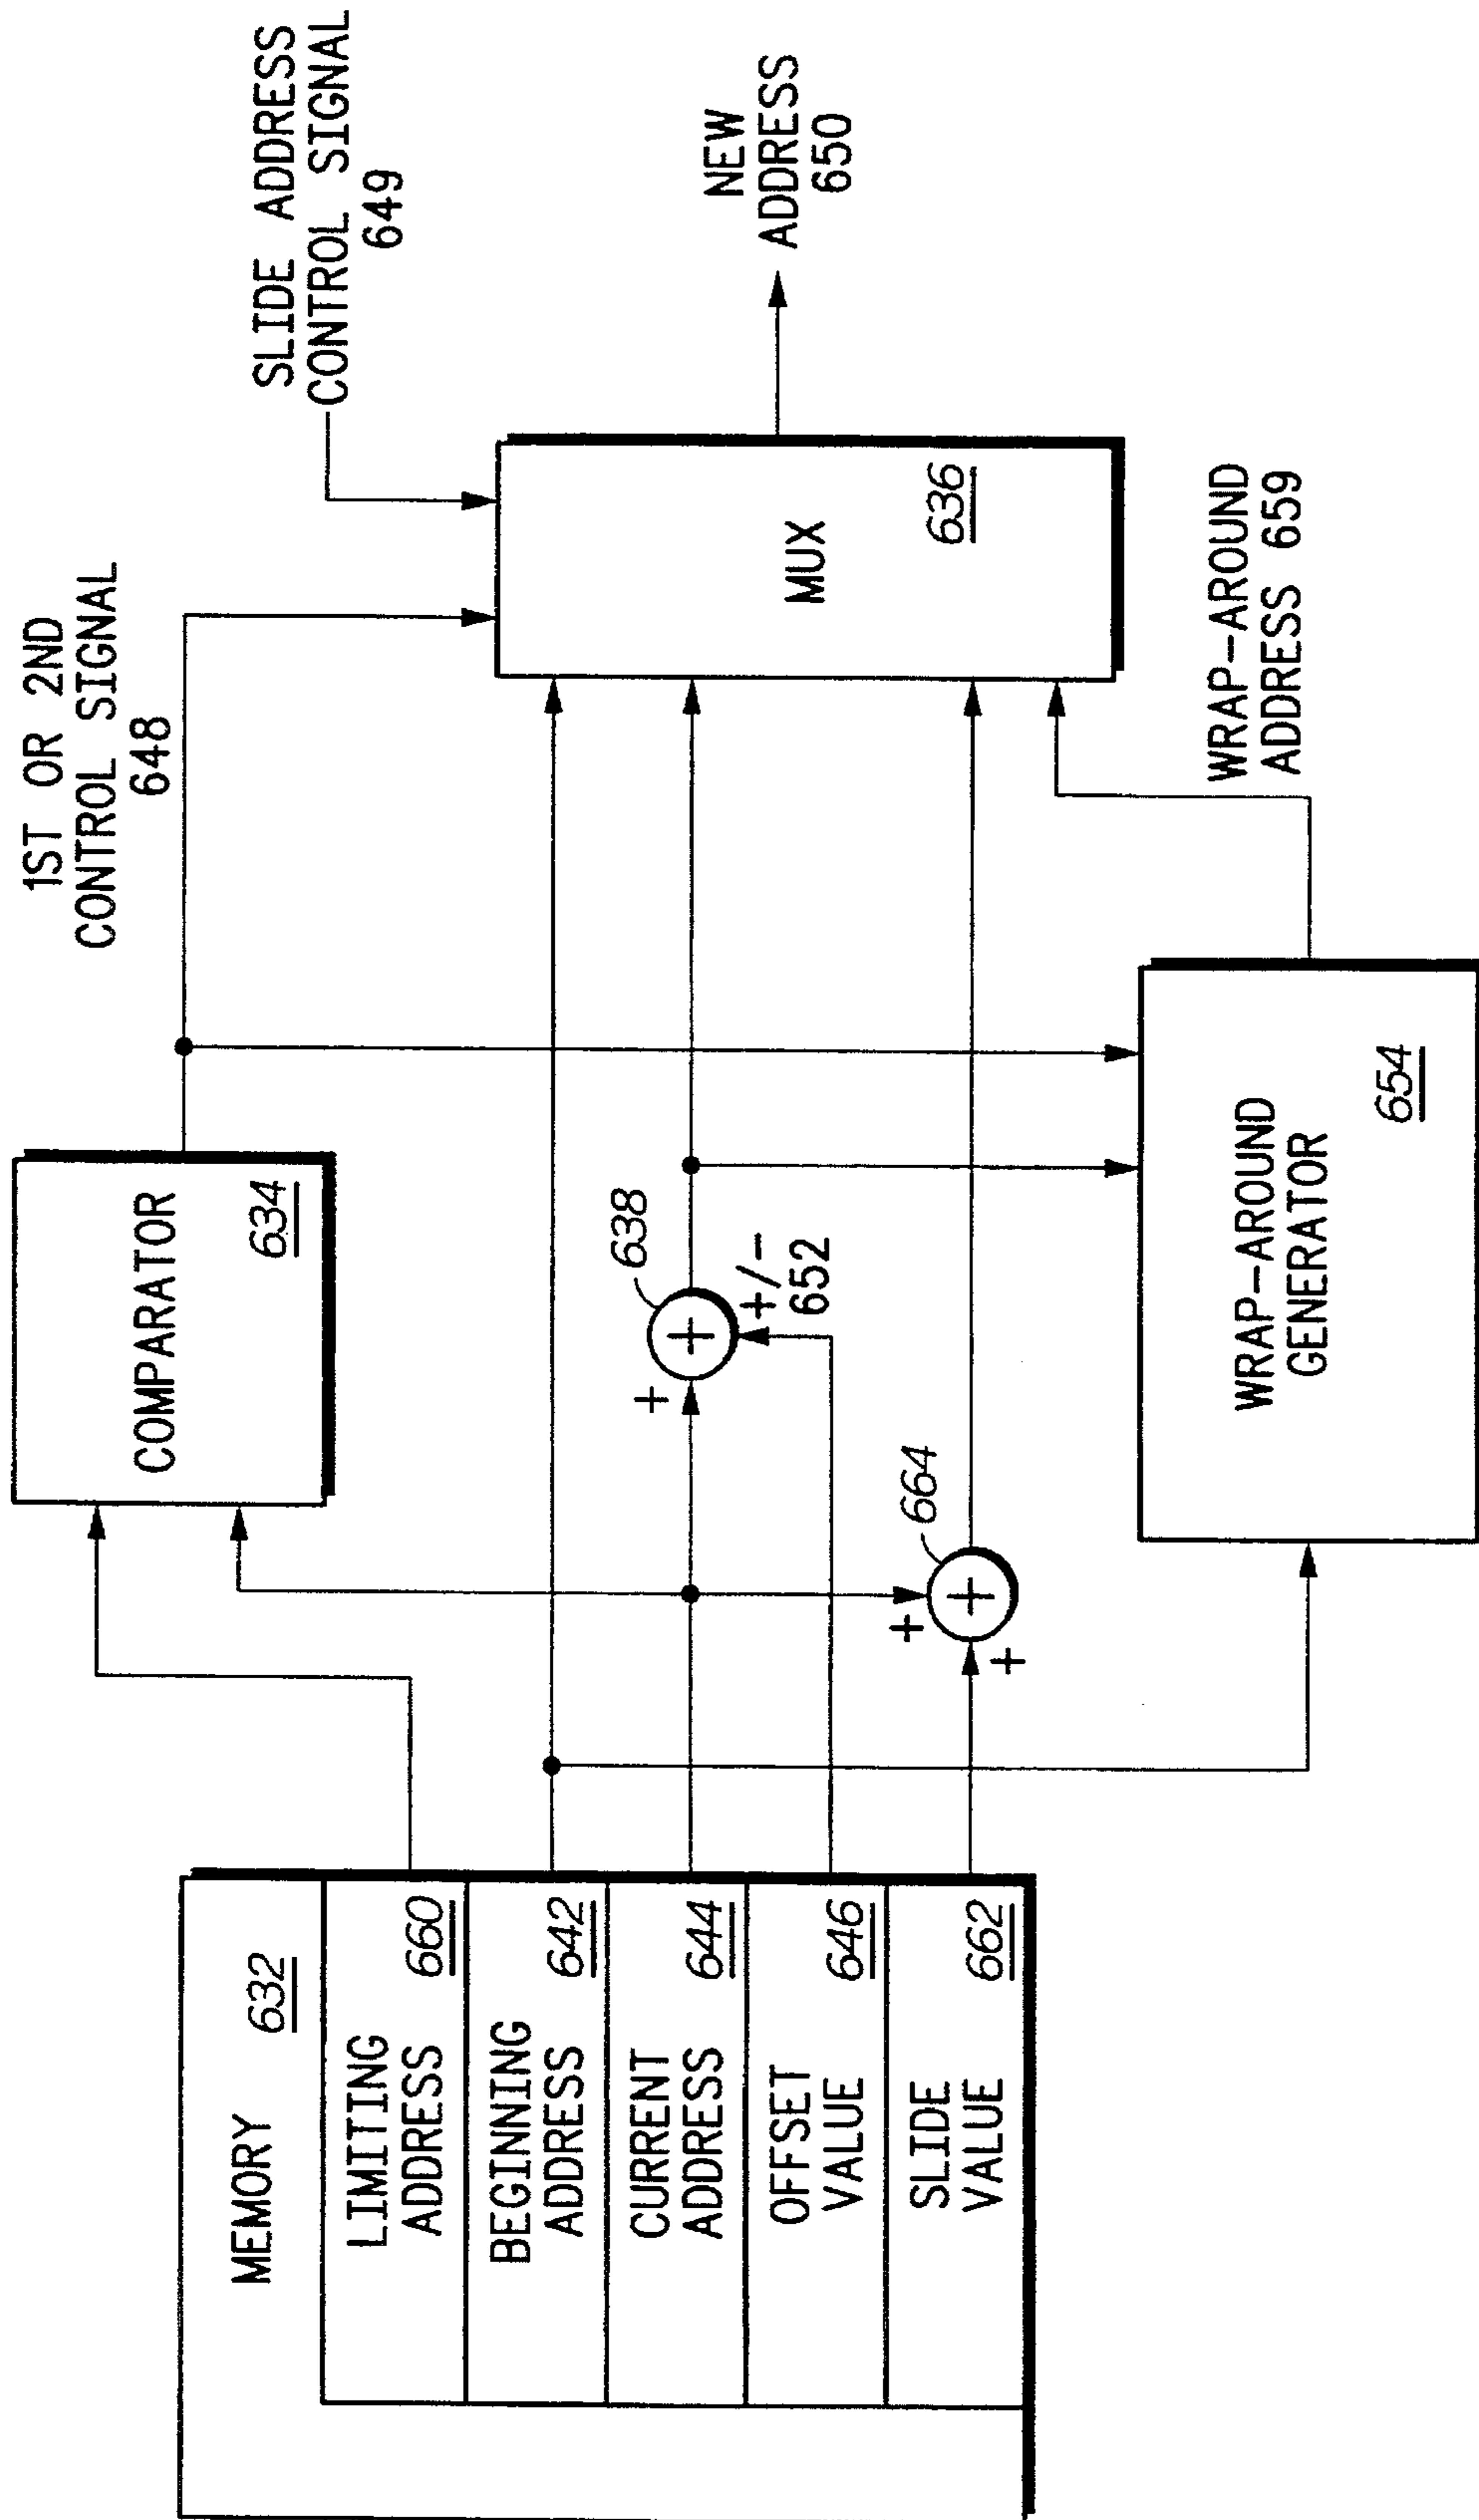 1ST OR 2ND
CONTROL SIGNAL
648
SLIDE ADDRESS
CONTROL SIGNAL
649
COMPARATOR
634
MEMORY
632
LIMITING
ADDRESS
660
BEGINNING
ADDRESS
642
CURRENT
ADDRESS
644
OFFSET
VALUE
646
SLIDE
VALUE
662
+
638
+
+/-
652
+
664
+
+
MUX
636
NEW
ADDRESS
650
WRAP-AROUND
GENERATOR
654
WRAP-AROUND
ADDRESS 659